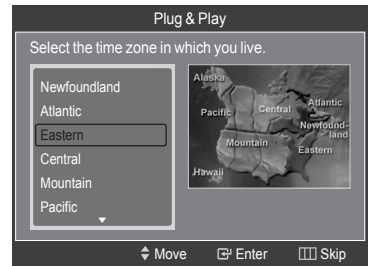 Plug & Play
Select the time zone in which you live.
Newfoundland
Atlantic
Eastern
Central
Mountain
Pacific
Alaska
Pacific
Central
Atlantic
Newfound-
land
Mountain
Eastern
Hawaii
Move Enter Skip